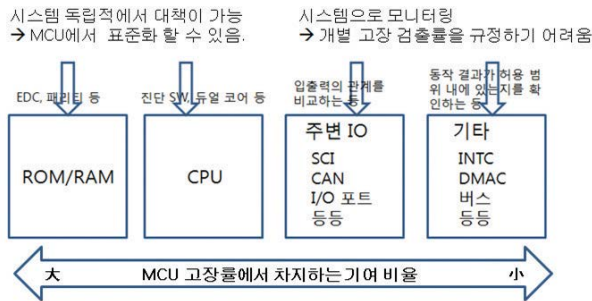 시스템 독립적에서 대책이 가능
→ MCU에서 표준화 할 수 있음.
시스템으로 모니터링
→ 개별 고장 검출률을 규정하기 어려움
EDC, 패리티 등
진단 SW, 듀얼 코어 등
입출력의 관계를
비교하는 등
동작 결과가 허용 범
위 내에 있는지를 확
인하는 등
ROM/RAM
CPU
주변 IO
SCI
CAN
I/O 포트
등등
기타
INTC
DMAC
버스
등등
大 MCU 고장률에서 차지하는 기여 비율 小